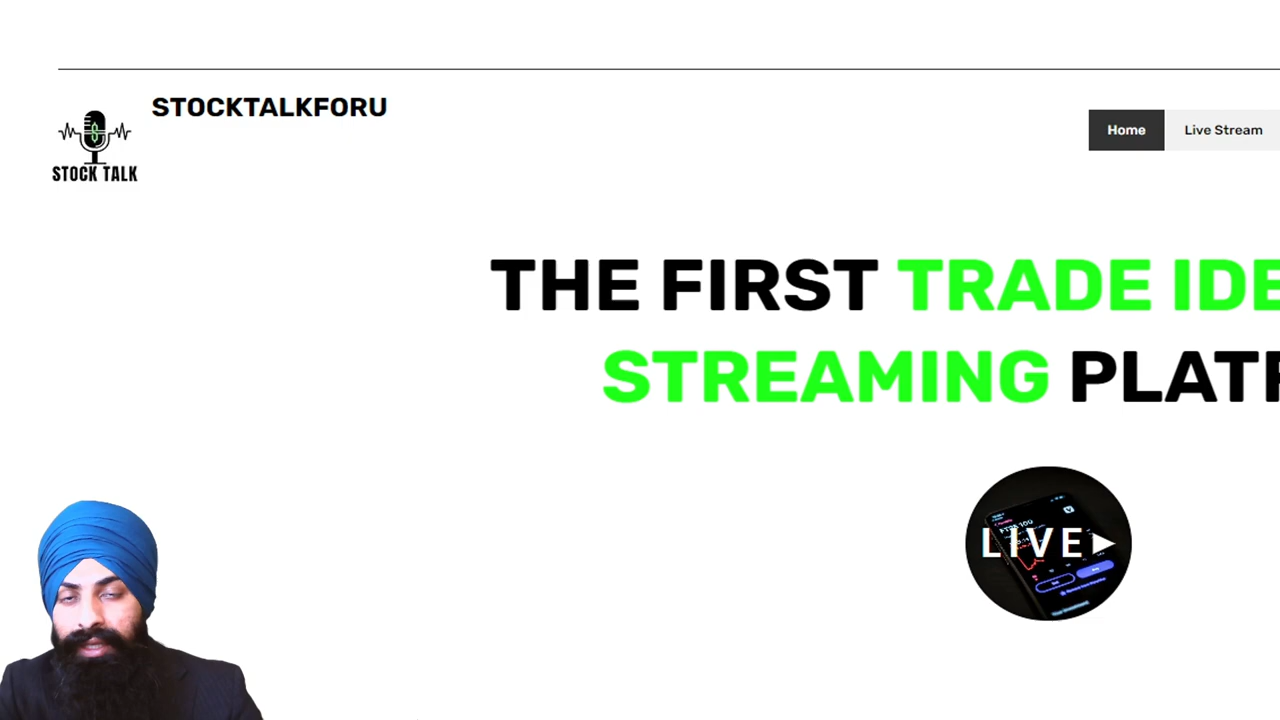 STOCKTALKFORU
STOCK TALK
Home
Live Stream
THE FIRST TRADE IDE
STREAMING PLATF
LIVE